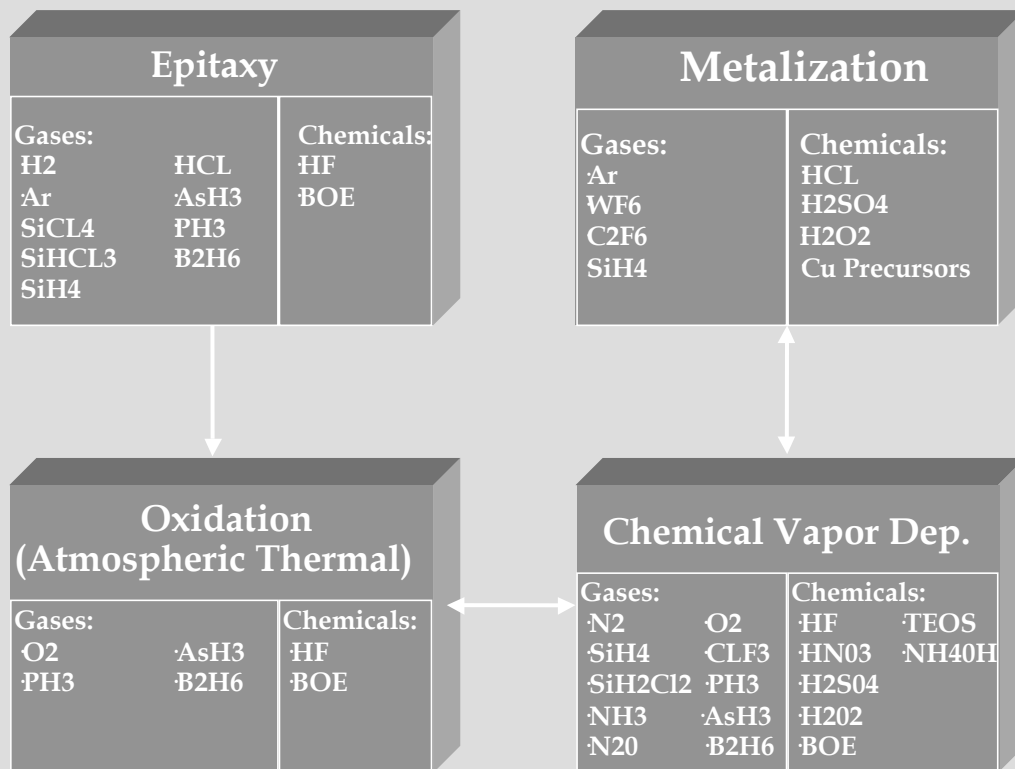 Epitaxy
Gases:
·H2 ·HCL
·Ar ·AsH3
SiCL4 ·PH3
SiHCL3 ·B2H6
SiH4
Chemicals:
·HF
·BOE
Metalization
Gases:
·Ar
·WF6
·C2F6
·SiH4
Chemicals:
·HCL
·H2SO4
·H2O2
·Cu Precursors
Oxidation
(Atmospheric Thermal)
Gases:
·O2 ·AsH3
·PH3 ·B2H6
Chemicals:
·HF
·BOE
Chemical Vapor Dep.
Gases:
·N2 ·O2
·SiH4 ·CLF3
·SiH2Cl2 ·PH3
·NH3 ·AsH3
·N20 ·B2H6
Chemicals:
·HF ·TEOS
·HN03 ·NH40H
·H2S04
·H202
·BOE